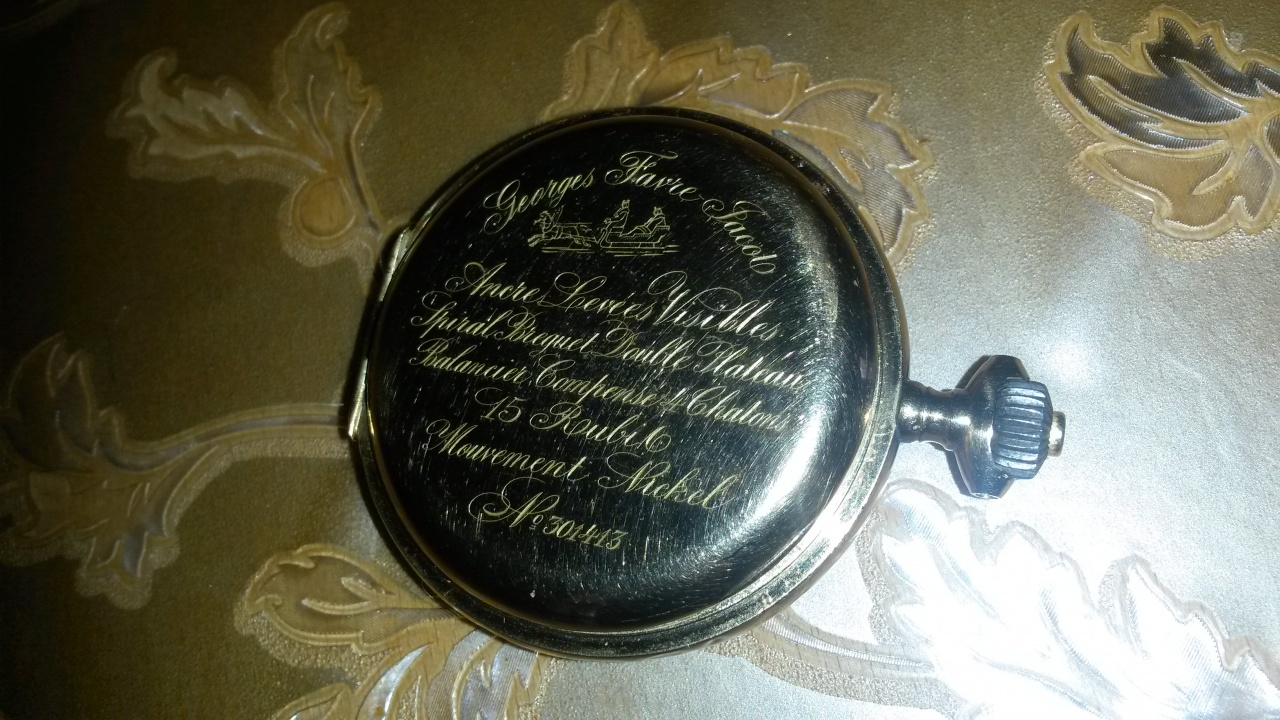 Georges Favre-Jacot
Ancre Levées Visibles
Spiral Breguet Double Plateau
Balancier Compensé 4 Chatons
15 Rubis
Mouvement Nickel
No 301413